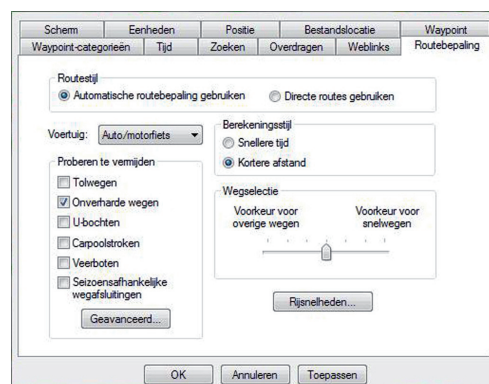 Scherm Eenheden Positie Bestandslocatie Waypoint
Waypoint-categorieën Tijd Zoeken Overdragen Weblinks Routebepaling
Routestijl
Automatische routebepaling gebruiken Directe routes gebruiken
Voertuig: Auto/motorfiets
Berekeningsstijl
Snellere tijd
Kortere afstand
Proberen te vermijden
Tolwegen
Onverharde wegen
U-bochten
Carpoolstroken
Veerboten
Seizoensafhankelijke
wegafsluitingen
Geavanceerd...
Wegselectie
Voorkeur voor Voorkeur voor
overige wegen snelwegen
Rijsnelheden...
OK Annuleren Toepassen